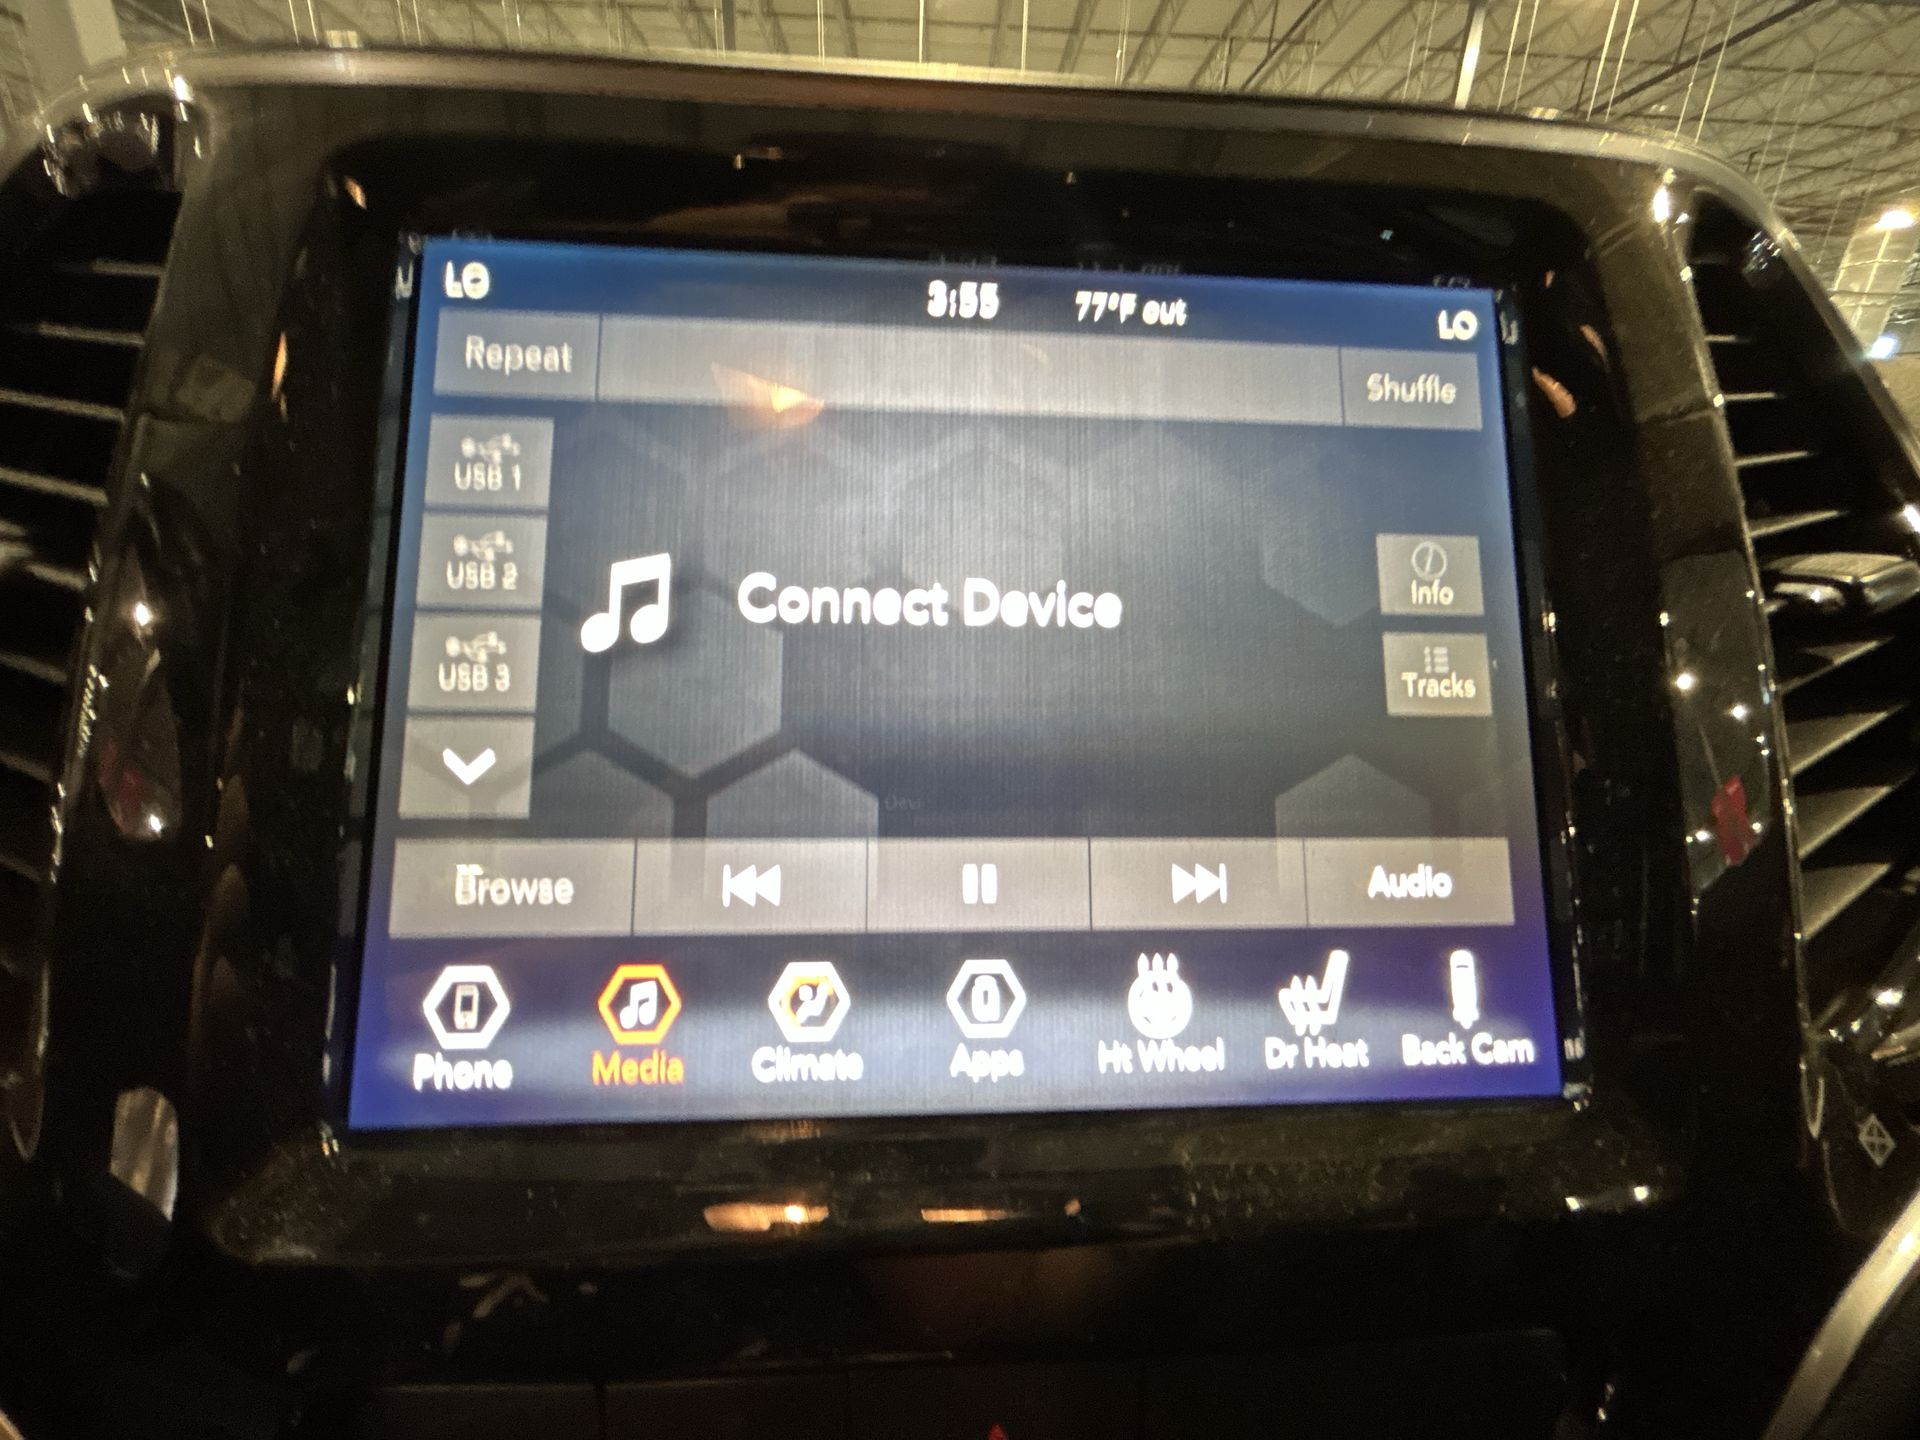 LO 3:55 77°F out LO
Repeat Shuffle
USB 1
USB 2
USB 3
Connect Device
Info
Tracks
Browse Audio
Phone Media Climate Apps Ht Wheel Dr Heat Back Cam